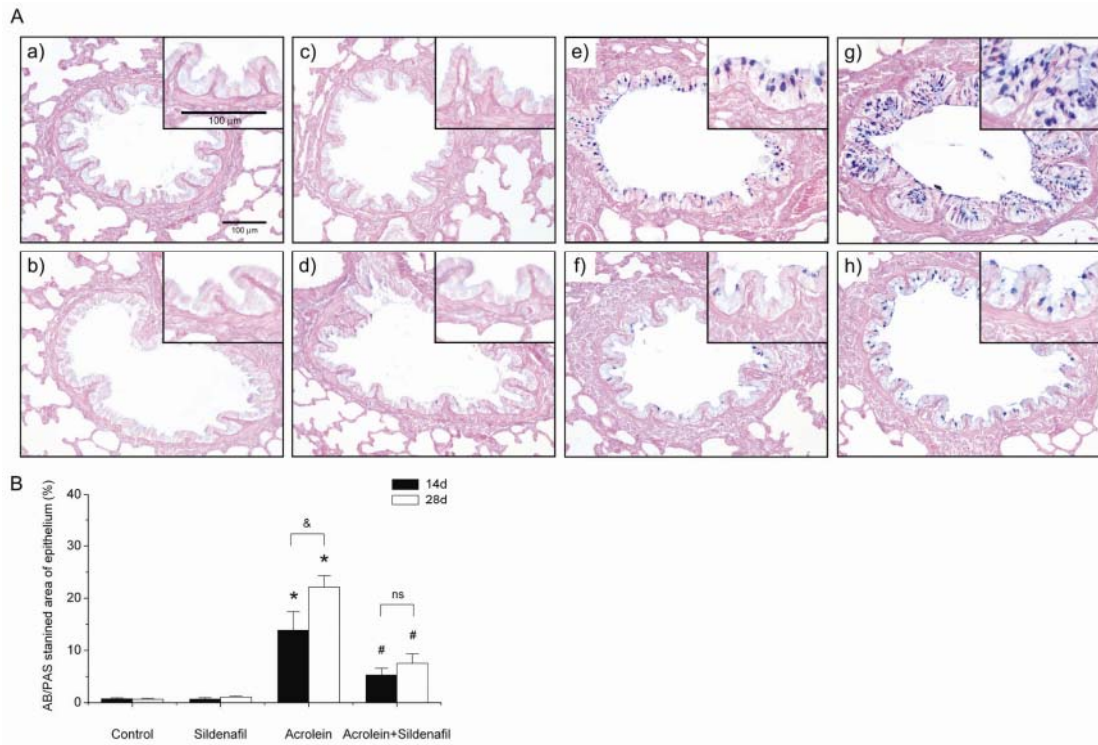 A
a)
c)
e)
g)
100 µm
100 µm
b)
d)
f)
h)
B
14d
28d
AB/PAS stanined area of epithelium (%)
40
30
20
10
0
&
*
*
ns
#
#
Control
Sildenafil
Acrolein
Acrolein+Sildenafil